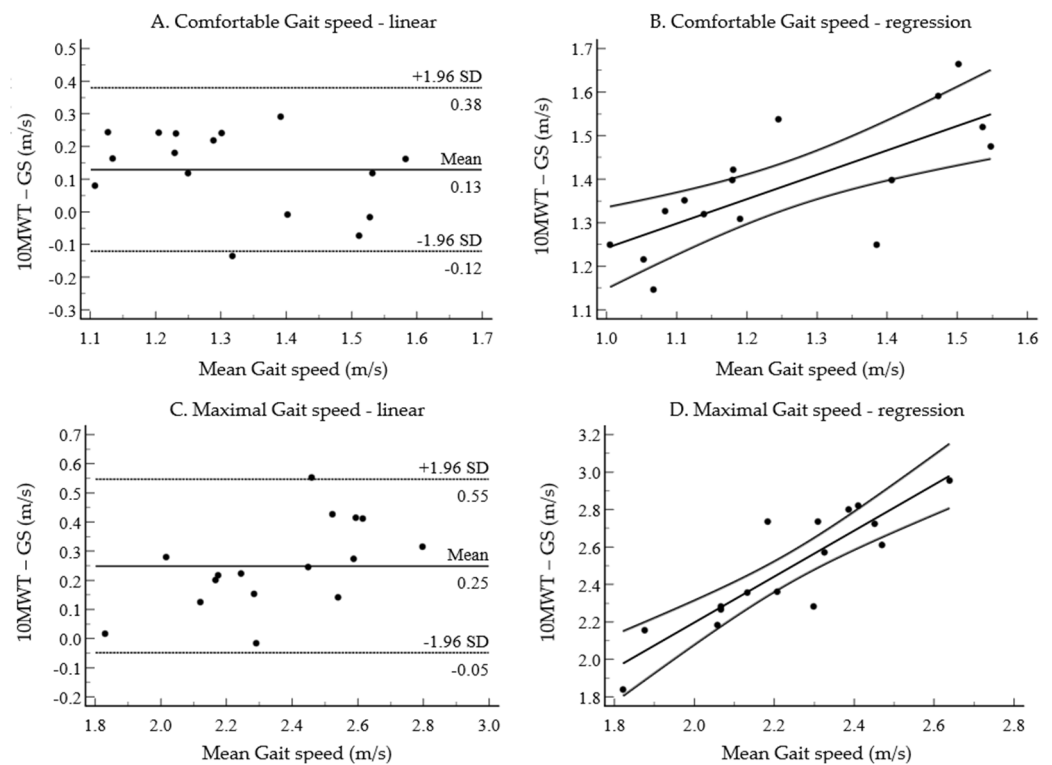 A. Comfortable Gait speed - linear
10MWT – GS (m/s)
0.5
0.4
0.3
0.2
0.1
0.0
-0.1
-0.2
-0.3
+1.96 SD
0.38
Mean
0.13
-1.96 SD
-0.12
1.1 1.2 1.3 1.4 1.5 1.6 1.7
Mean Gait speed (m/s)
B. Comfortable Gait speed - regression
10MWT – GS (m/s)
1.7
1.6
1.5
1.4
1.3
1.2
1.1
1.0 1.1 1.2 1.3 1.4 1.5 1.6
Mean Gait speed (m/s)
C. Maximal Gait speed - linear
10MWT – GS (m/s)
0.7
0.6
0.5
0.4
0.3
0.2
0.1
0.0
-0.1
-0.2
+1.96 SD
0.55
Mean
0.25
-1.96 SD
-0.05
1.8 2.0 2.2 2.4 2.6 2.8 3.0
Mean Gait speed (m/s)
D. Maximal Gait speed - regression
10MWT – GS (m/s)
3.2
3.0
2.8
2.6
2.4
2.2
2.0
1.8
1.8 2.0 2.2 2.4 2.6 2.8
Mean Gait speed (m/s)